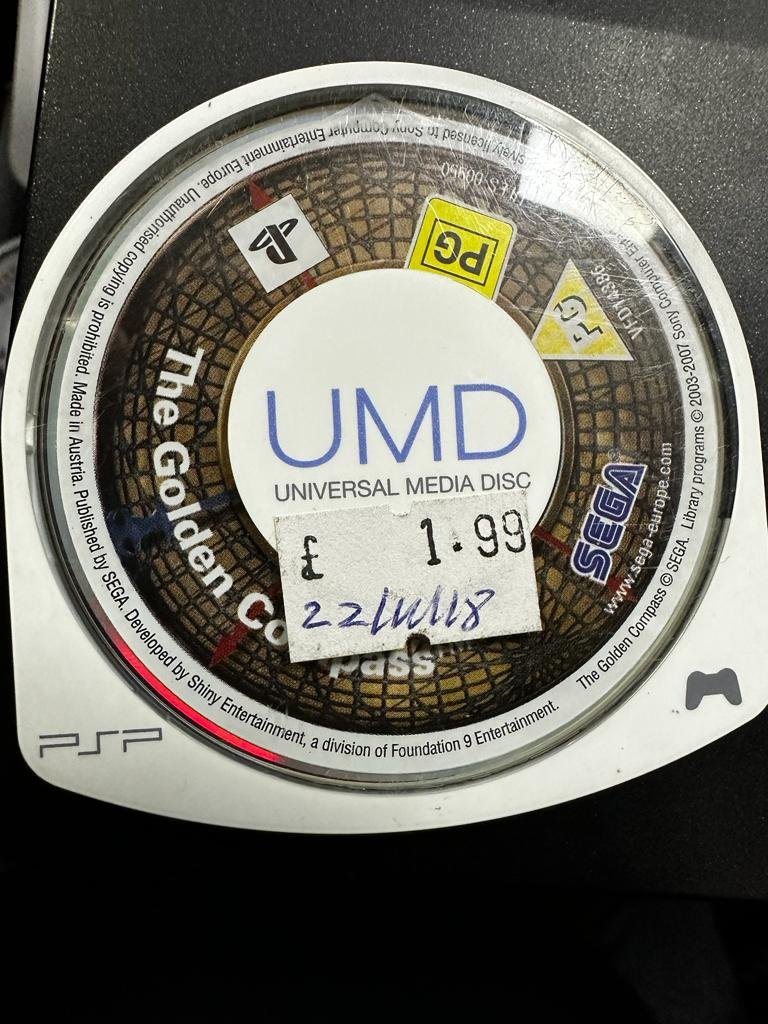 UMD
UNIVERSAL MEDIA DISC
£ 1.99
22/11/18
The Golden Compass
PG
PG
SEGA
www.sega-europe.com
The Golden Compass © SEGA. Library programs © 2003-2007 Sony Computer
sively licensed to Sony Computer Entertainment Europe. Unauthorised copying is prohibited. Made in Austria. Published by SEGA. Developed by Shiny Entertainment, a division of Foundation 9 Entertainment.
PSP